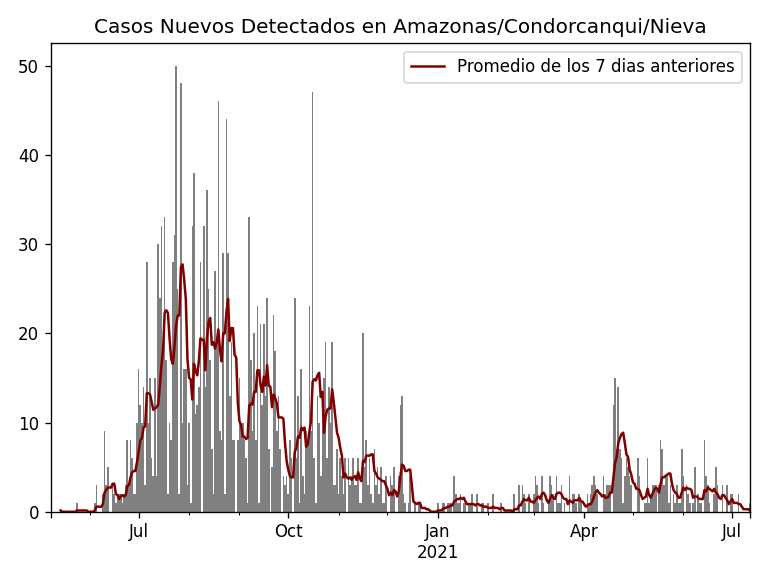 Casos Nuevos Detectados en Amazonas/Condorcanqui/Nieva
Promedio de los 7 dias anteriores
50
40
30
20
10
0
Jul
Oct
Jan
2021
Apr
Jul